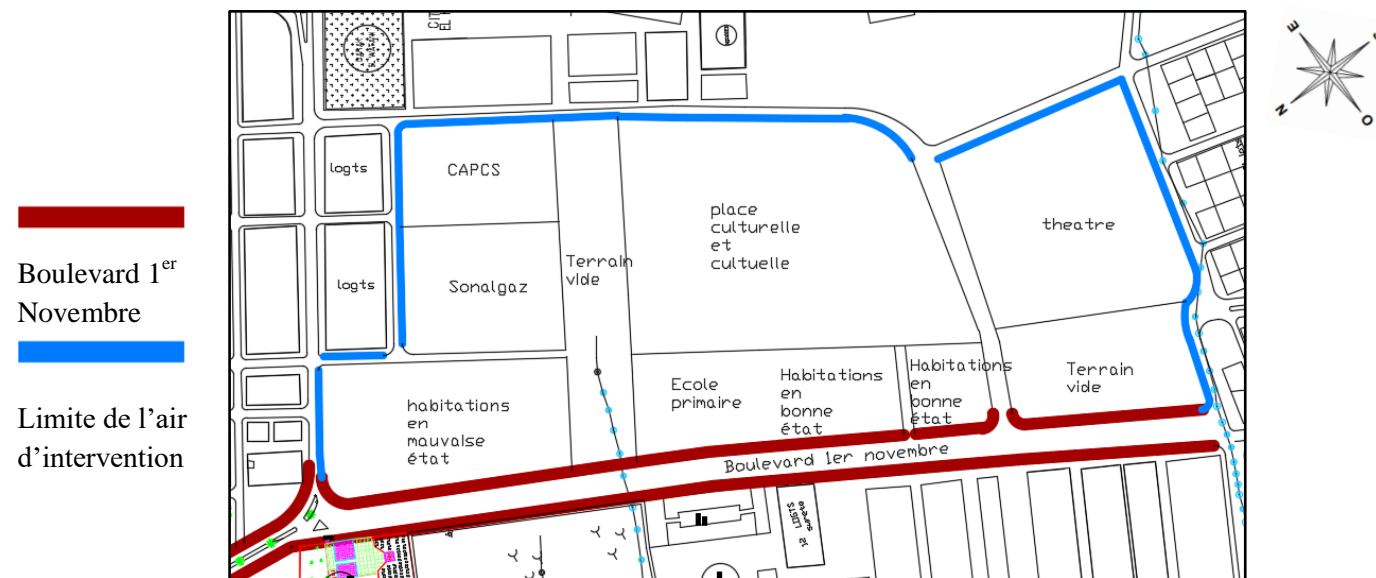 Boulevard 1er
Novembre
Limite de l’air
d’intervention
logts
CAPCS
place
culturelle
et
cultuelle
theatre
logts
Sonalgaz
Terrain
vide
habitations
en
mauvaise
état
Ecole
primaire
Habitations
en
bonne
état
Habitations
en
bonne
état
Terrain
vide
Boulevard 1er novembre
12 LOGTS
surete
E
N
O